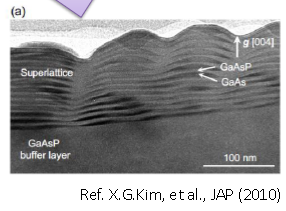 (a)
g [004]
Superlattice
GaAsP
GaAs
GaAsP
buffer layer
100 nm
Ref. X.G.Kim, et al., JAP (2010)